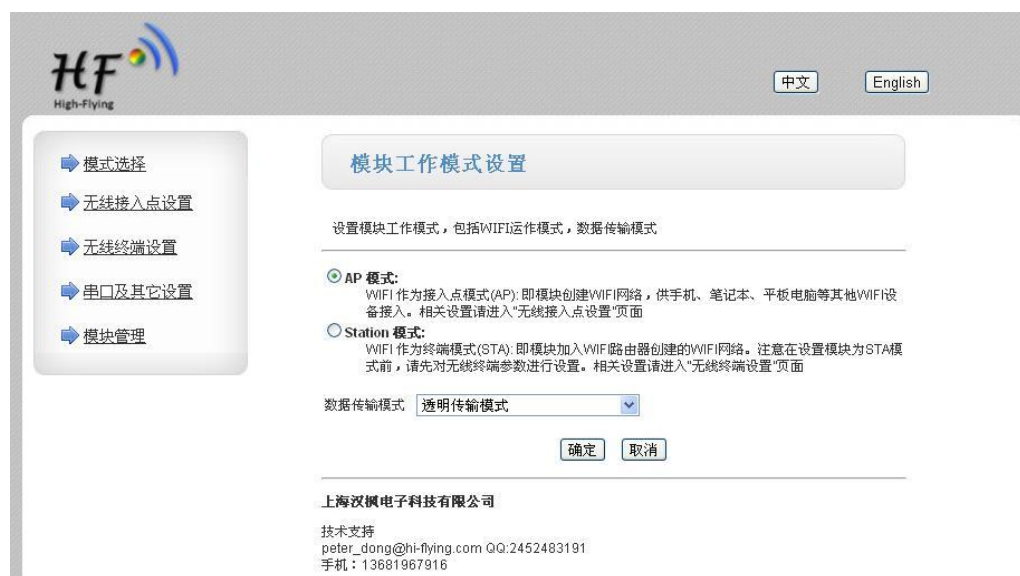 HF
High-Flying
中文
English
模式选择
无线接入点设置
无线终端设置
串口及其它设置
模块管理
模块工作模式设置
设置模块工作模式，包括WIFI运作模式，数据传输模式
AP 模式:
WIFI 作为接入点模式(AP): 即模块创建WIFI网络，供手机、笔记本、平板电脑等其他WIFI设
备接入。相关设置请进入"无线接入点设置"页面
Station 模式:
WIFI 作为终端模式(STA): 即模块加入WIFI路由器创建的WIFI网络。注意在设置模块为STA模
式前，请先对无线终端参数进行设置。相关设置请进入"无线终端设置"页面
数据传输模式 透明传输模式
确定 取消
上海汉枫电子科技有限公司
技术支持
peter_dong@hi-flying.com QQ:2452483191
手机：13681967916